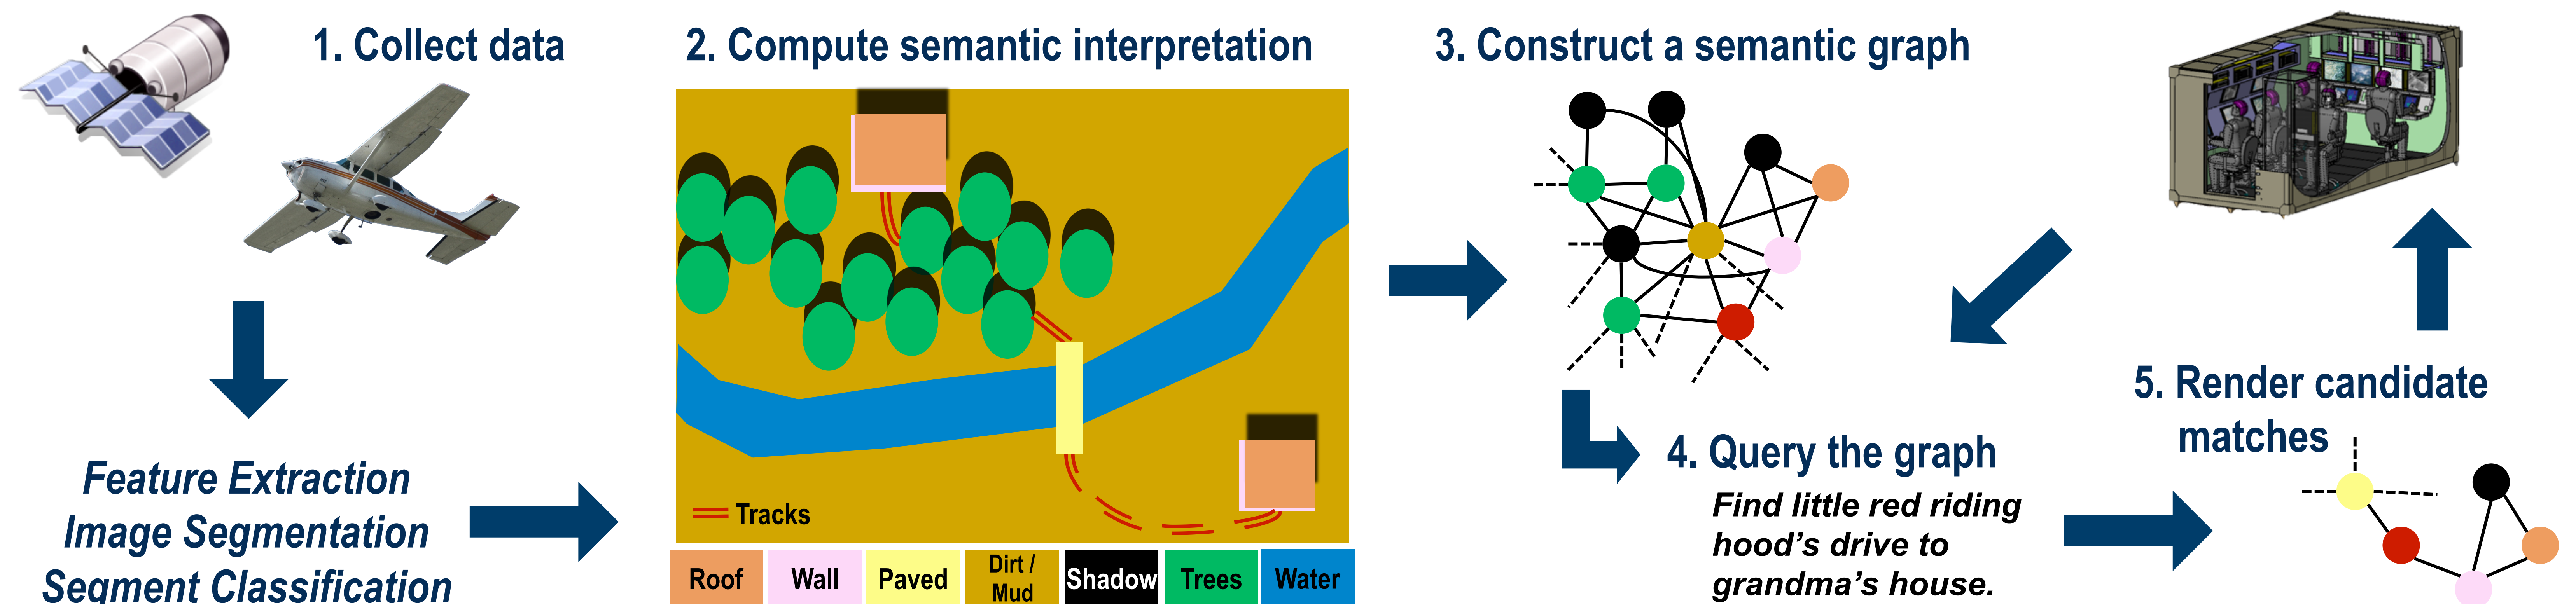 1. Collect data
Feature Extraction
Image Segmentation
Segment Classification
2. Compute semantic interpretation
Tracks
Roof
Wall
Paved
Dirt /
Mud
Shadow
Trees
Water
3. Construct a semantic graph
4. Query the graph
Find little red riding
hood's drive to
grandma's house.
5. Render candidate
matches